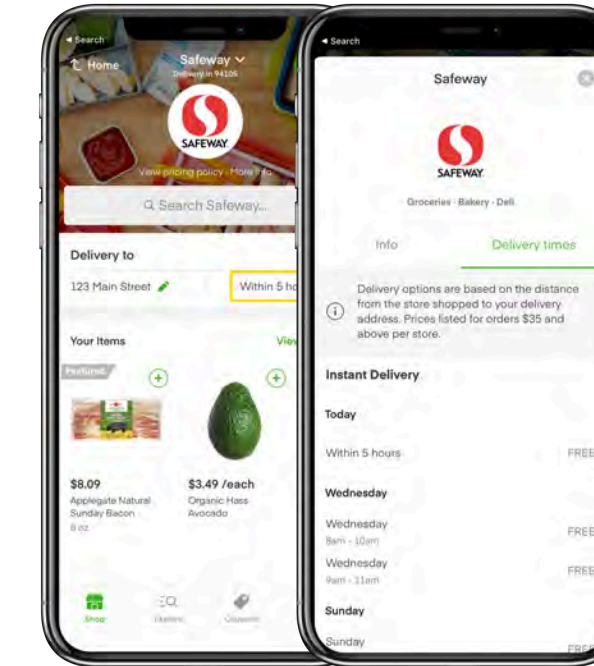 ◄ Search
Home
Safeway
Delivery in 94105
SAFEWAY
View pricing policy · More Info
Search Safeway...
Delivery to
123 Main Street
Within 5 ho
Your Items
View
Featured
$8.09
Applegate Natural
Sunday Bacon
8 oz
$3.49 /each
Organic Hass
Avocado
Shop
Coupons
◄ Search
Safeway
SAFEWAY
Groceries · Bakery · Deli
Info
Delivery times
Delivery options are based on the distance
from the store shopped to your delivery
address. Prices listed for orders $35 and
above per store.
Instant Delivery
Today
Within 5 hours
FREE
Wednesday
Wednesday
FREE
8am - 10am
Wednesday
FREE
9am - 11am
Sunday
Sunday
FREE